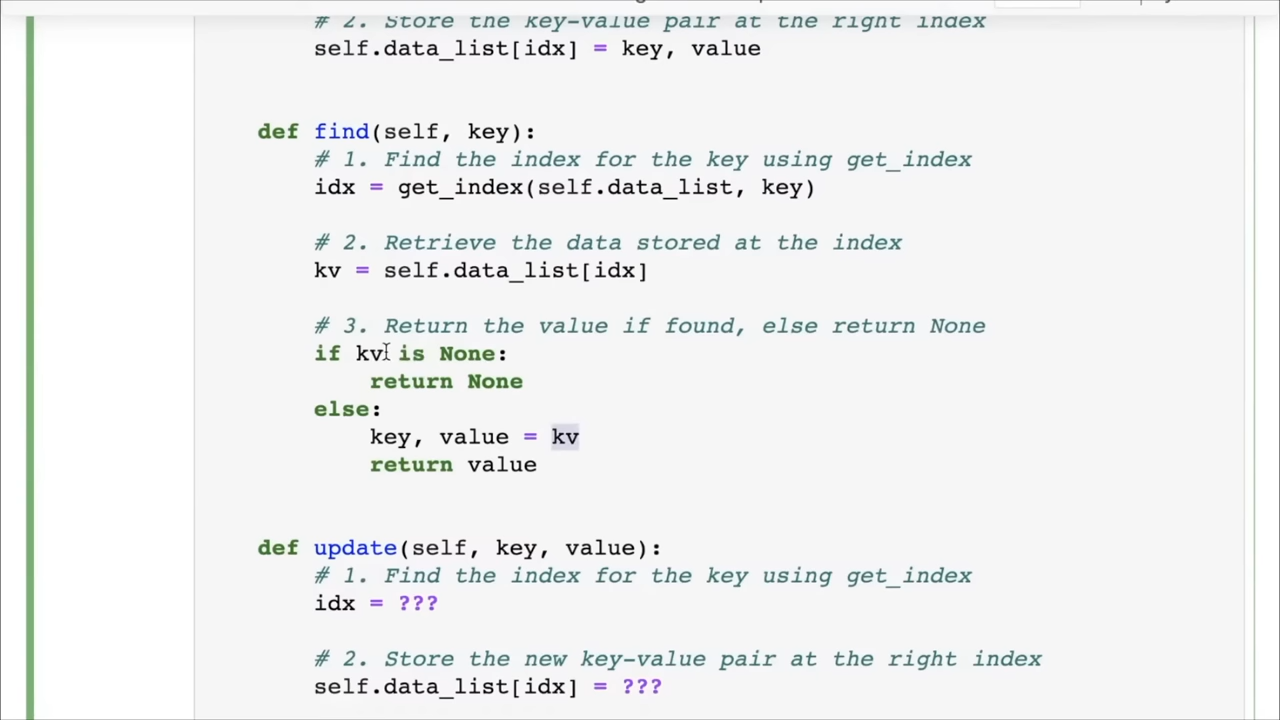 # 2. Store the key-value pair at the right index
self.data_list[idx] = key, value
def find(self, key):
# 1. Find the index for the key using get_index
idx = get_index(self.data_list, key)
# 2. Retrieve the data stored at the index
kv = self.data_list[idx]
# 3. Return the value if found, else return None
if kv is None:
return None
else:
key, value = kv
return value
def update(self, key, value):
# 1. Find the index for the key using get_index
idx = ???
# 2. Store the new key-value pair at the right index
self.data_list[idx] = ???